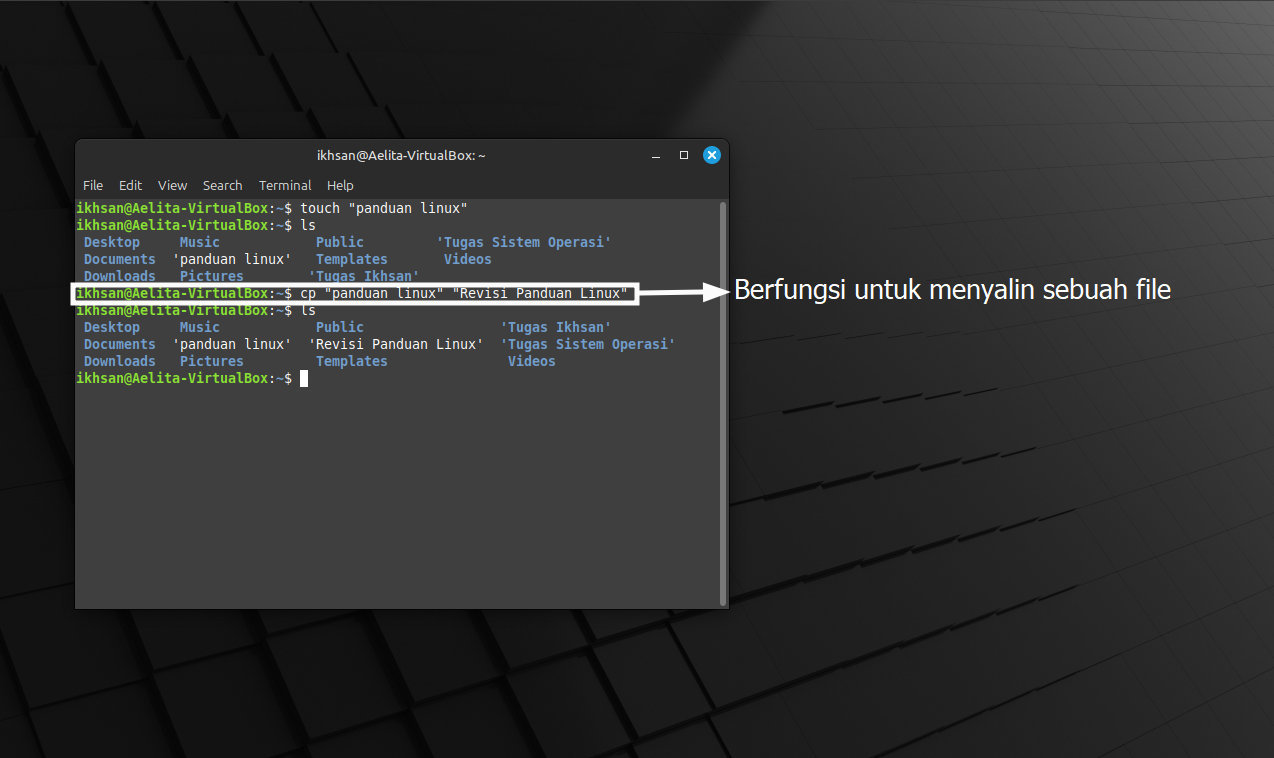 ikhsan@Aelita-VirtualBox: ~
File Edit View Search Terminal Help
ikhsan@Aelita-VirtualBox:~$ touch "panduan linux"
ikhsan@Aelita-VirtualBox:~$ ls
Desktop Music Public 'Tugas Sistem Operasi'
Documents 'panduan linux' Templates Videos
Downloads Pictures 'Tugas Ikhsan'
ikhsan@Aelita-VirtualBox:~$ cp "panduan linux" "Revisi Panduan Linux"
Berfungsi untuk menyalin sebuah file
ikhsan@Aelita-VirtualBox:~$ ls
Desktop Music Public 'Tugas Ikhsan'
Documents 'panduan linux' 'Revisi Panduan Linux' 'Tugas Sistem Operasi'
Downloads Pictures Templates Videos
ikhsan@Aelita-VirtualBox:~$